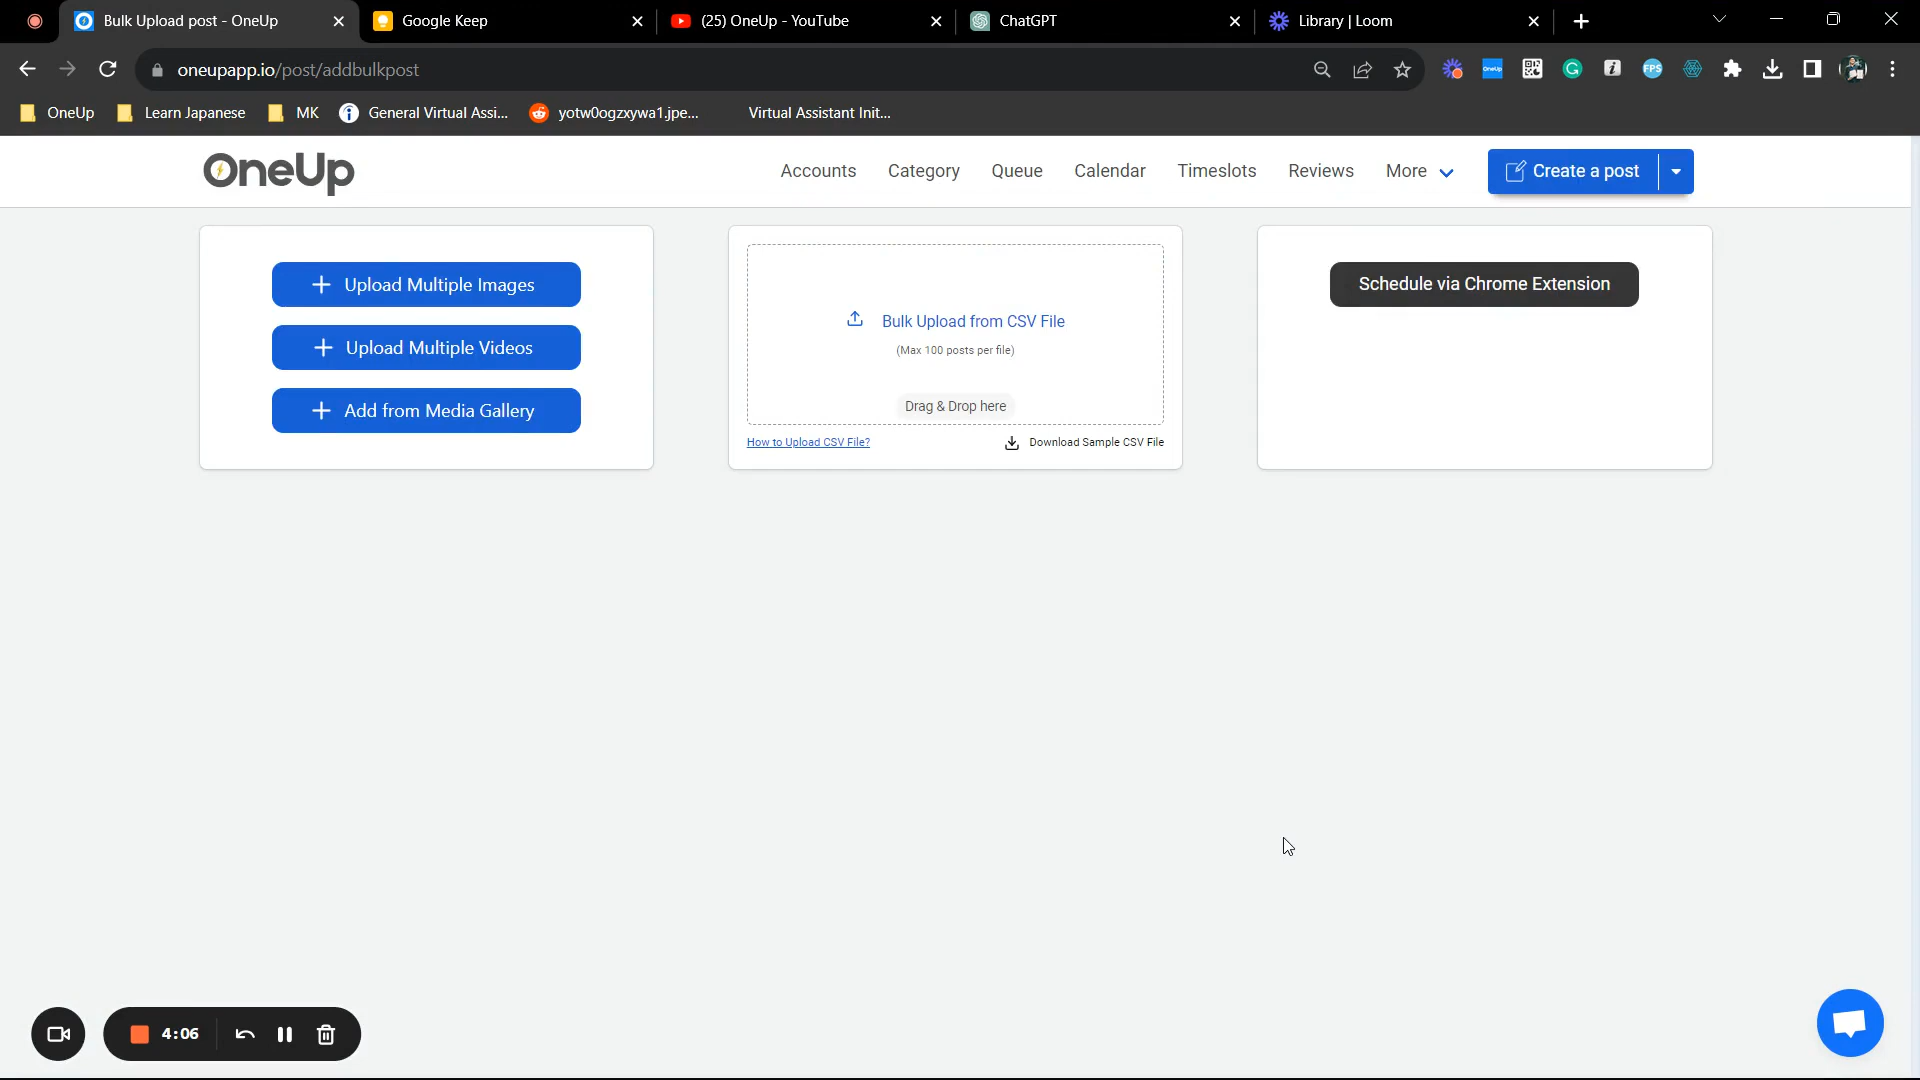 Bulk Upload post - OneUp
Google Keep
(25) OneUp - YouTube
ChatGPT
Library | Loom
oneupapp.io/post/addbulkpost
OneUp
Learn Japanese
MK
General Virtual Assi...
yotw0ogzxywa1.jpe...
Virtual Assistant Init...
OneUp
Accounts
Category
Queue
Calendar
Timeslots
Reviews
More
Create a post
Upload Multiple Images
Upload Multiple Videos
Add from Media Gallery
Bulk Upload from CSV File
(Max 100 posts per file)
Drag & Drop here
How to Upload CSV File?
Download Sample CSV File
Schedule via Chrome Extension
4:06